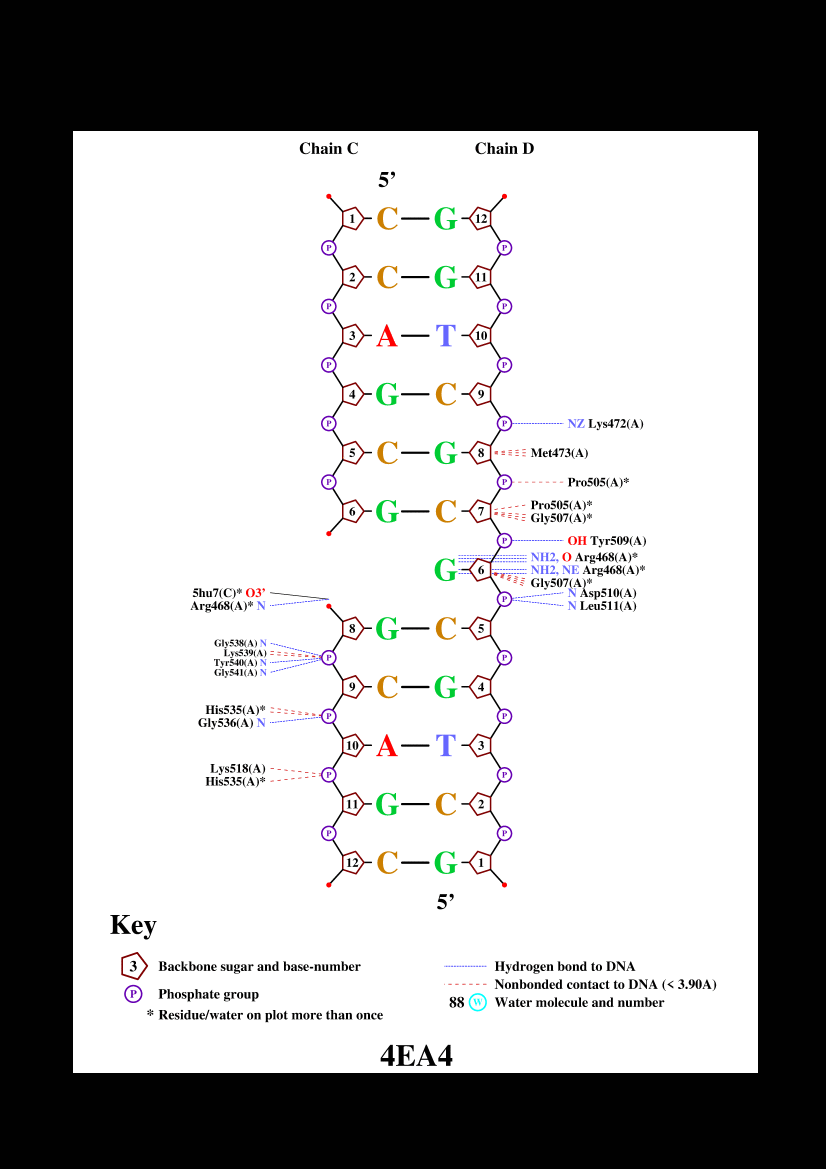 Chain C Chain D
5’
1 C G 12
P P
2 C G 11
P P
3 A T 10
P P
4 G C 9
P P NZ Lys472(A)
5 C G 8 Met473(A)
P P Pro505(A)*
6 G C 7 Pro505(A)*
Gly507(A)*
P OH Tyr509(A)
NH2, O Arg468(A)*
G 6 NH2, NE Arg468(A)*
Gly507(A)*
5hu7(C)* O3’ P N Asp510(A)
Arg468(A)* N N Leu511(A)
8 G C 5
Gly538(A) N
Lys539(A) P P
Tyr540(A) N
Gly541(A) N
9 C G 4
His535(A)* P P
Gly536(A) N
10 A T 3
Lys518(A) P P
His535(A)*
11 G C 2
P P
12 C G 1
5’
Key
3 Backbone sugar and base-number Hydrogen bond to DNA
Nonbonded contact to DNA (< 3.90A)
P Phosphate group 88 W Water molecule and number
* Residue/water on plot more than once
4EA4